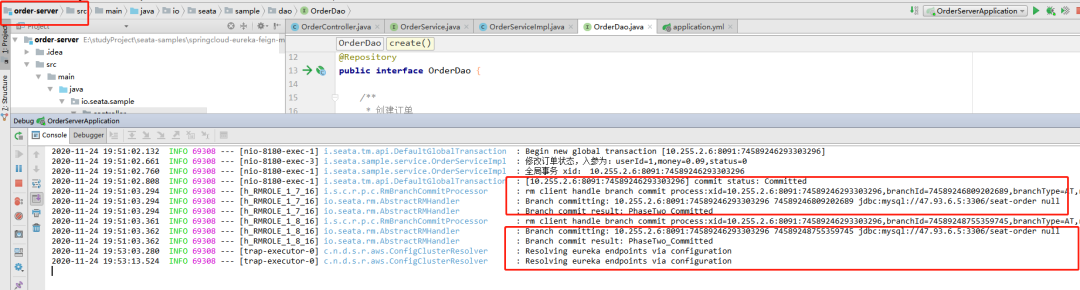 order-server src main java io seata sample dao OrderDao OrderServerApplication
Project
order-server E:\studyProject\seata-samples\springcloud-eureka-feign-m
.idea
src
main
java
io.seata.sample
1: Project
7: Structure
OrderController.java OrderService.java OrderServiceImpl.java OrderDao.java application.yml
OrderDao create()
12 @Repository
13 public interface OrderDao {
14
15 /**
16 * 创建订单
Debug OrderServerApplication
Console Debugger
2020-11-24 19:51:02.132 INFO 69308 --- [nio-8180-exec-1] i.seata.tm.api.DefaultGlobalTransaction : Begin new global transaction [10.255.2.6:8091:74589246293303296]
2020-11-24 19:51:02.661 INFO 69308 --- [nio-8180-exec-3] i.seata.sample.service.OrderServiceImpl : 修改订单状态，入参为: userId=1,money=0.09,status=0
2020-11-24 19:51:02.760 INFO 69308 --- [nio-8180-exec-3] i.seata.sample.service.OrderServiceImpl : 全局事务 xid: 10.255.2.6:8091:74589246293303296
2020-11-24 19:51:02.808 INFO 69308 --- [nio-8180-exec-1] i.seata.tm.api.DefaultGlobalTransaction : [10.255.2.6:8091:74589246293303296] commit status: Committed
2020-11-24 19:51:03.294 INFO 69308 --- [h_RMROLE_1_7_16] i.s.c.r.p.c.RmBranchCommitProcessor : rm client handle branch commit process:xid=10.255.2.6:8091:74589246293303296,branchId=74589246809202689,branchType=AT,
2020-11-24 19:51:03.294 INFO 69308 --- [h_RMROLE_1_7_16] io.seata.rm.AbstractRMHandler : Branch committing: 10.255.2.6:8091:74589246293303296 74589246809202689 jdbc:mysql://47.93.6.5:3306/seat-order null
2020-11-24 19:51:03.294 INFO 69308 --- [h_RMROLE_1_7_16] io.seata.rm.AbstractRMHandler : Branch commit result: PhaseTwo_Committed
2020-11-24 19:51:03.361 INFO 69308 --- [h_RMROLE_1_8_16] i.s.c.r.p.c.RmBranchCommitProcessor : rm client handle branch commit process:xid=10.255.2.6:8091:74589246293303296,branchId=74589248755359745,branchType=AT,
2020-11-24 19:51:03.362 INFO 69308 --- [h_RMROLE_1_8_16] io.seata.rm.AbstractRMHandler : Branch committing: 10.255.2.6:8091:74589246293303296 74589248755359745 jdbc:mysql://47.93.6.5:3306/seat-order null
2020-11-24 19:51:03.362 INFO 69308 --- [h_RMROLE_1_8_16] io.seata.rm.AbstractRMHandler : Branch commit result: PhaseTwo_Committed
2020-11-24 19:53:03.280 INFO 69308 --- [trap-executor-0] c.n.d.s.r.aws.ConfigClusterResolver : Resolving eureka endpoints via configuration
2020-11-24 19:53:13.524 INFO 69308 --- [trap-executor-0] c.n.d.s.r.aws.ConfigClusterResolver : Resolving eureka endpoints via configuration